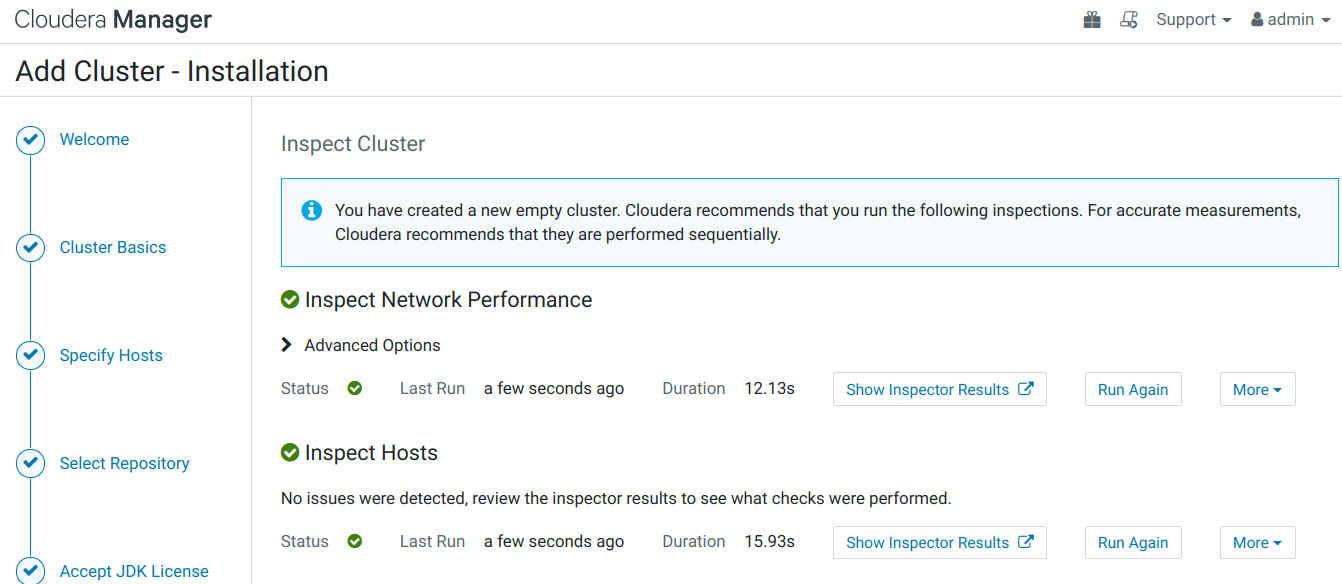 Cloudera Manager
Support
admin
Add Cluster - Installation
Welcome
Cluster Basics
Specify Hosts
Select Repository
Accept JDK License
Inspect Cluster
You have created a new empty cluster. Cloudera recommends that you run the following inspections. For accurate measurements,
Cloudera recommends that they are performed sequentially.
Inspect Network Performance
Advanced Options
Status Last Run a few seconds ago Duration 12.13s Show Inspector Results Run Again More
Inspect Hosts
No issues were detected, review the inspector results to see what checks were performed.
Status Last Run a few seconds ago Duration 15.93s Show Inspector Results Run Again More